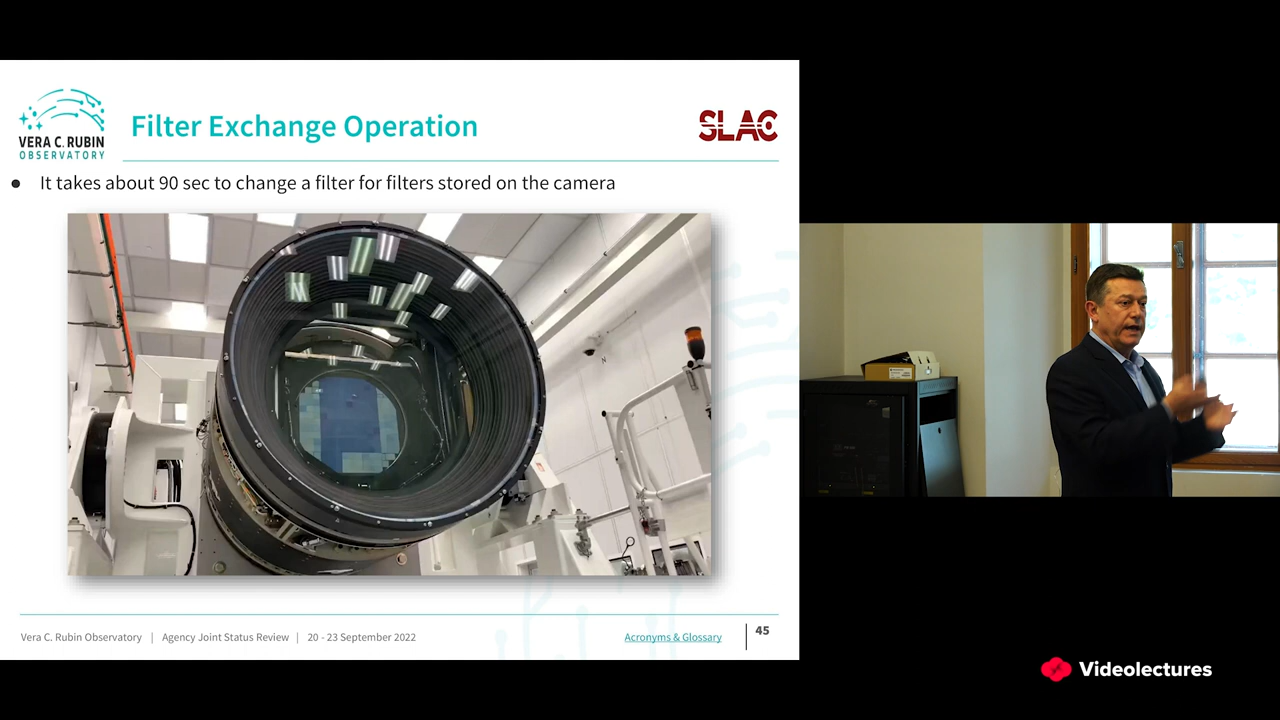 VERA C. RUBIN
OBSERVATORY
Filter Exchange Operation
SLAC
● It takes about 90 sec to change a filter for filters stored on the camera
Vera C. Rubin Observatory | Agency Joint Status Review | 20 - 23 September 2022
Acronyms & Glossary
45
Videolectures